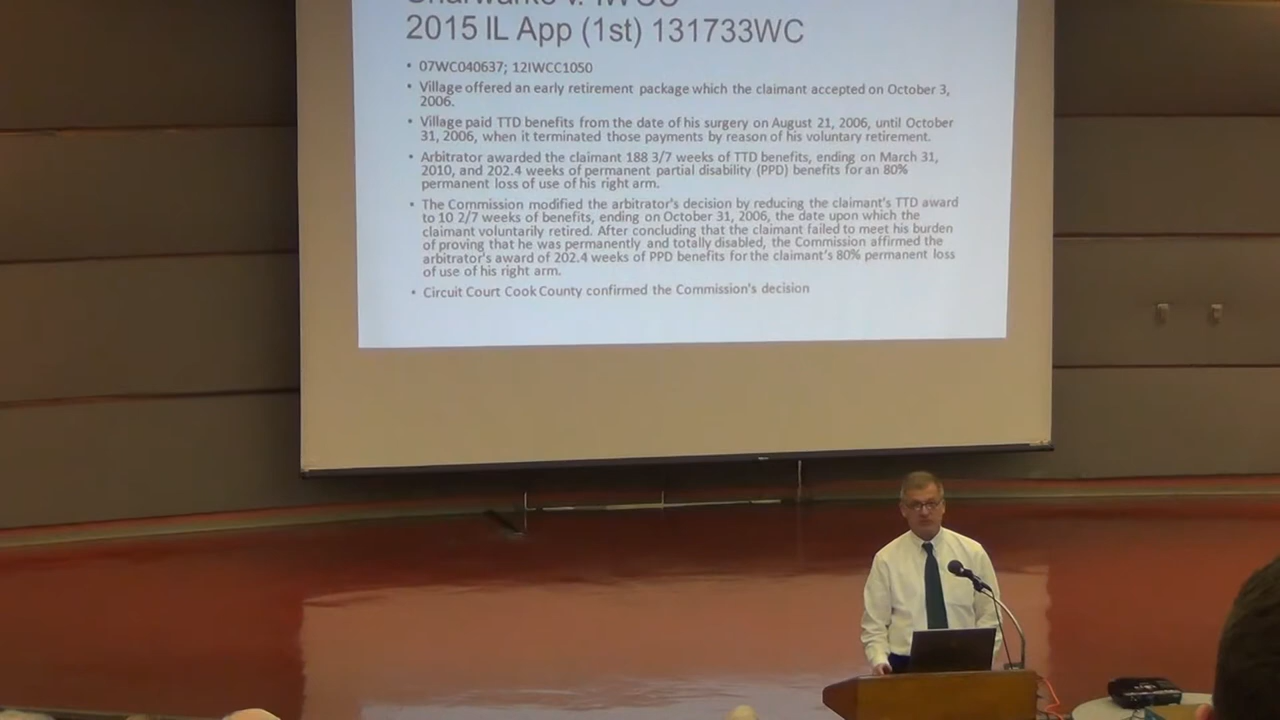 2015 IL App (1st) 131733WC
• 07WC040637; 12IWCC1050
• Village offered an early retirement package which the claimant accepted on October 3,
2006.
• Village paid TTD benefits from the date of his surgery on August 21, 2006, until October
31, 2006, when it terminated those payments by reason of his voluntary retirement.
• Arbitrator awarded the claimant 188 3/7 weeks of TTD benefits, ending on March 31,
2010, and 202.4 weeks of permanent partial disability (PPD) benefits for an 80%
permanent loss of use of his right arm.
• The Commission modified the arbitrator's decision by reducing the claimant's TTD award
to 10 2/7 weeks of benefits, ending on October 31, 2006, the date upon which the
claimant voluntarily retired. After concluding that the claimant failed to meet his burden
of proving that he was permanently and totally disabled, the Commission affirmed the
arbitrator's award of 202.4 weeks of PPD benefits for the claimant's 80% permanent loss
of use of his right arm.
• Circuit Court Cook County confirmed the Commission's decision